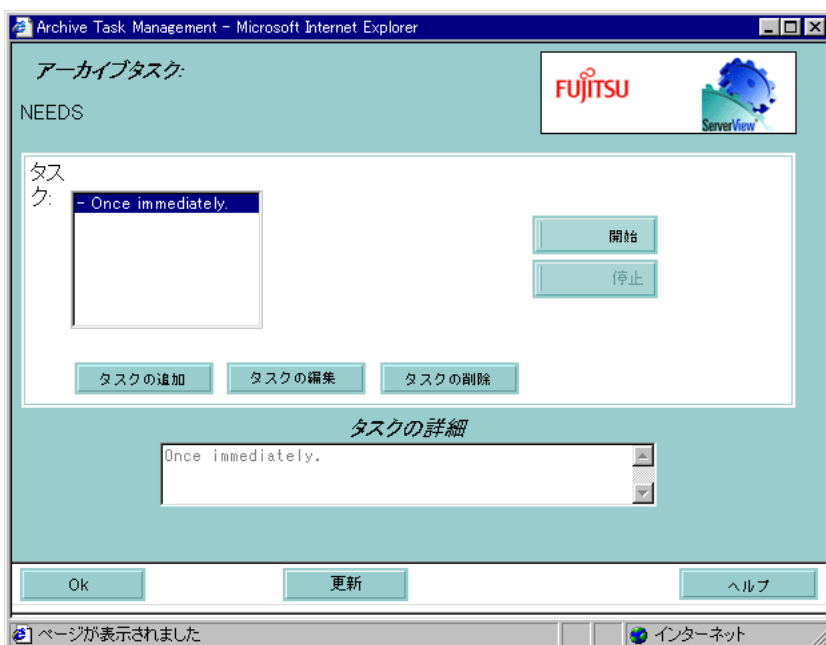 Archive Task Management - Microsoft Internet Explorer
アーカイブタスク:
NEEDS
FUJITSU
ServerView
タス
ク:
- Once immediately.
開始
停止
タスクの追加
タスクの編集
タスクの削除
タスクの詳細
Once immediately.
Ok
更新
ヘルプ
ページが表示されました
インターネット